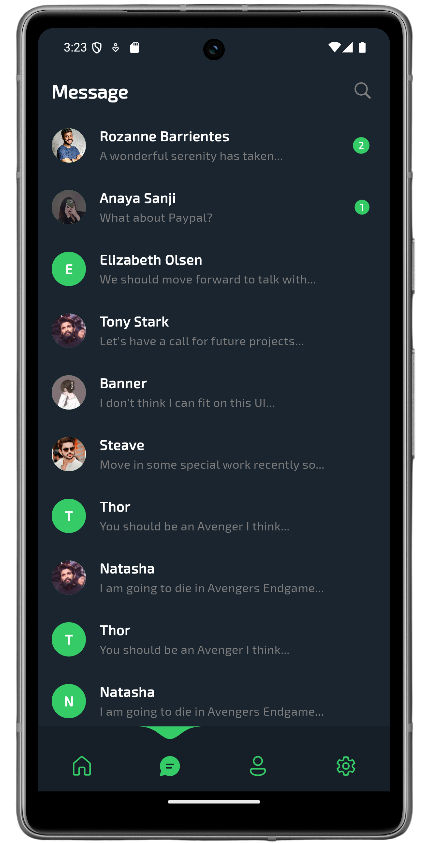 3:23
Message
Rozanne Barrientes
A wonderful serenity has taken...
2
Anaya Sanji
What about Paypal?
1
E
Elizabeth Olsen
We should move forward to talk with...
Tony Stark
Let's have a call for future projects...
Banner
I don't think I can fit on this UI...
Steave
Move in some special work recently so...
T
Thor
You should be an Avenger I think...
Natasha
I am going to die in Avengers Endgame...
T
Thor
You should be an Avenger I think...
N
Natasha
I am going to die in Avengers Endgame...